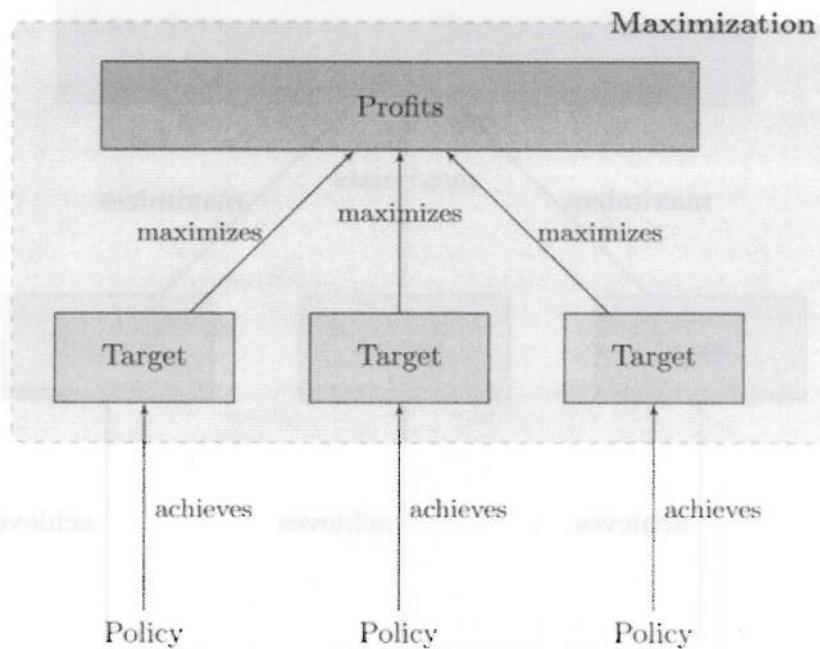 Maximization
Profits
maximizes
maximizes
maximizes
Target
Target
Target
achieves
achieves
achieves
Policy
Policy
Policy